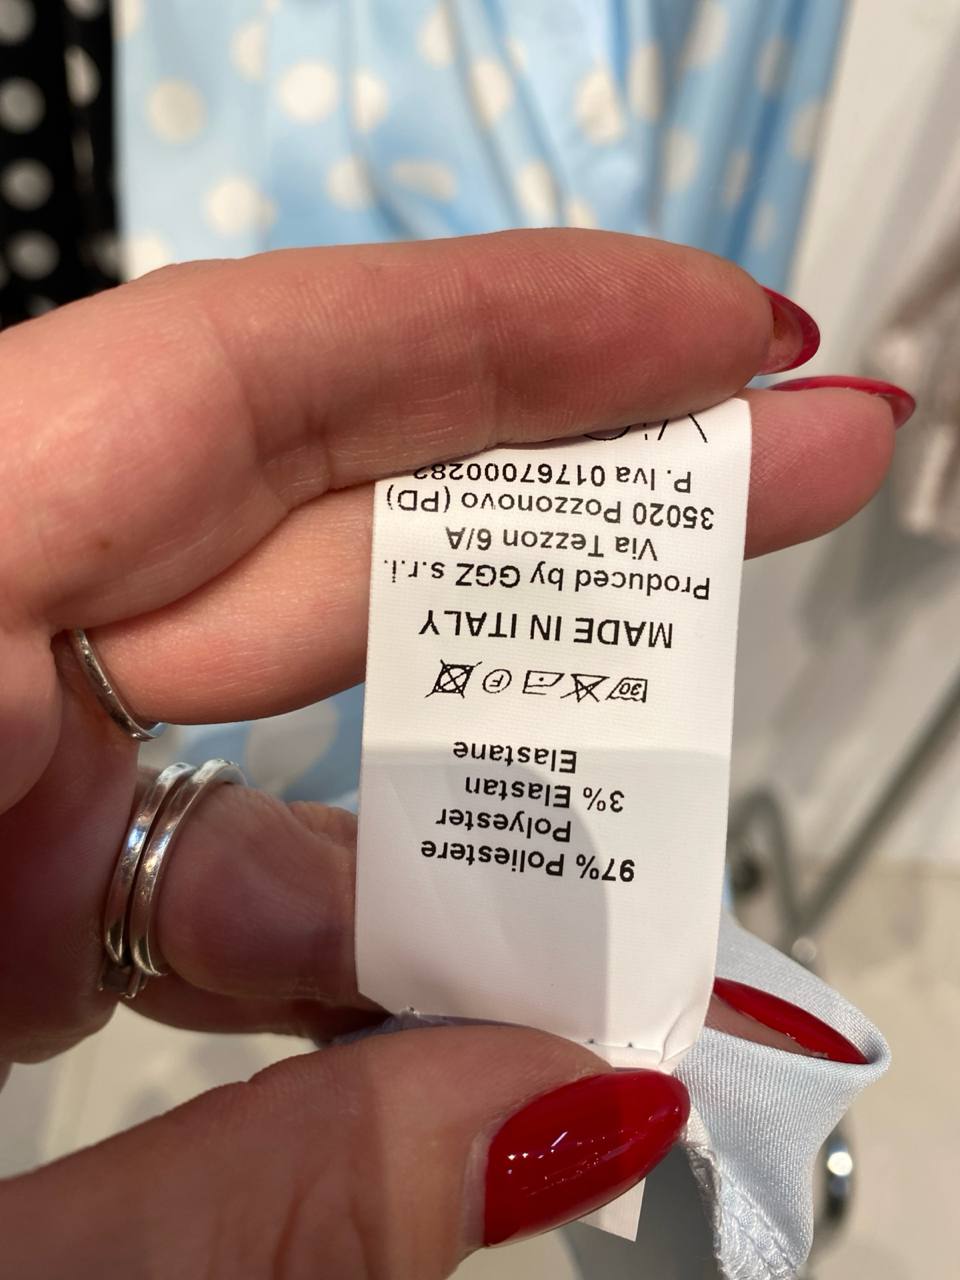 97% Poliestere
Polyester
3% Elastan
Elastane
30 F
MADE IN ITALY
Produced by GGZ s.r.l.
Via Tezzon 6/A
35020 Pozzonovo (PD)
P. Iva 01767000282